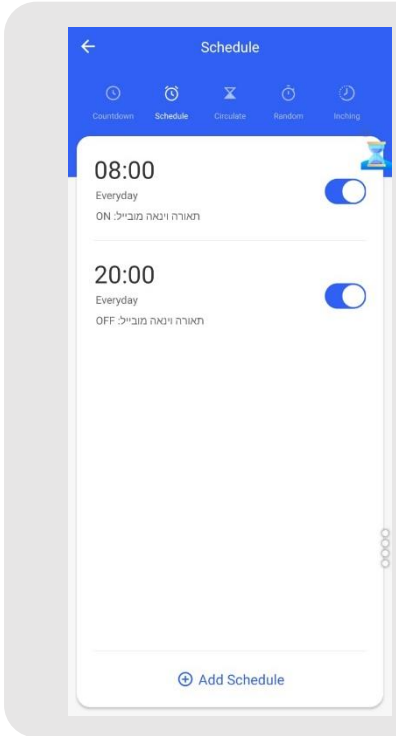 Schedule
Countdown Schedule Circulate Random Inching
08:00
Everyday
תאורה וינאה מובייל: ON
20:00
Everyday
תאורה וינאה מובייל: OFF
Add Schedule